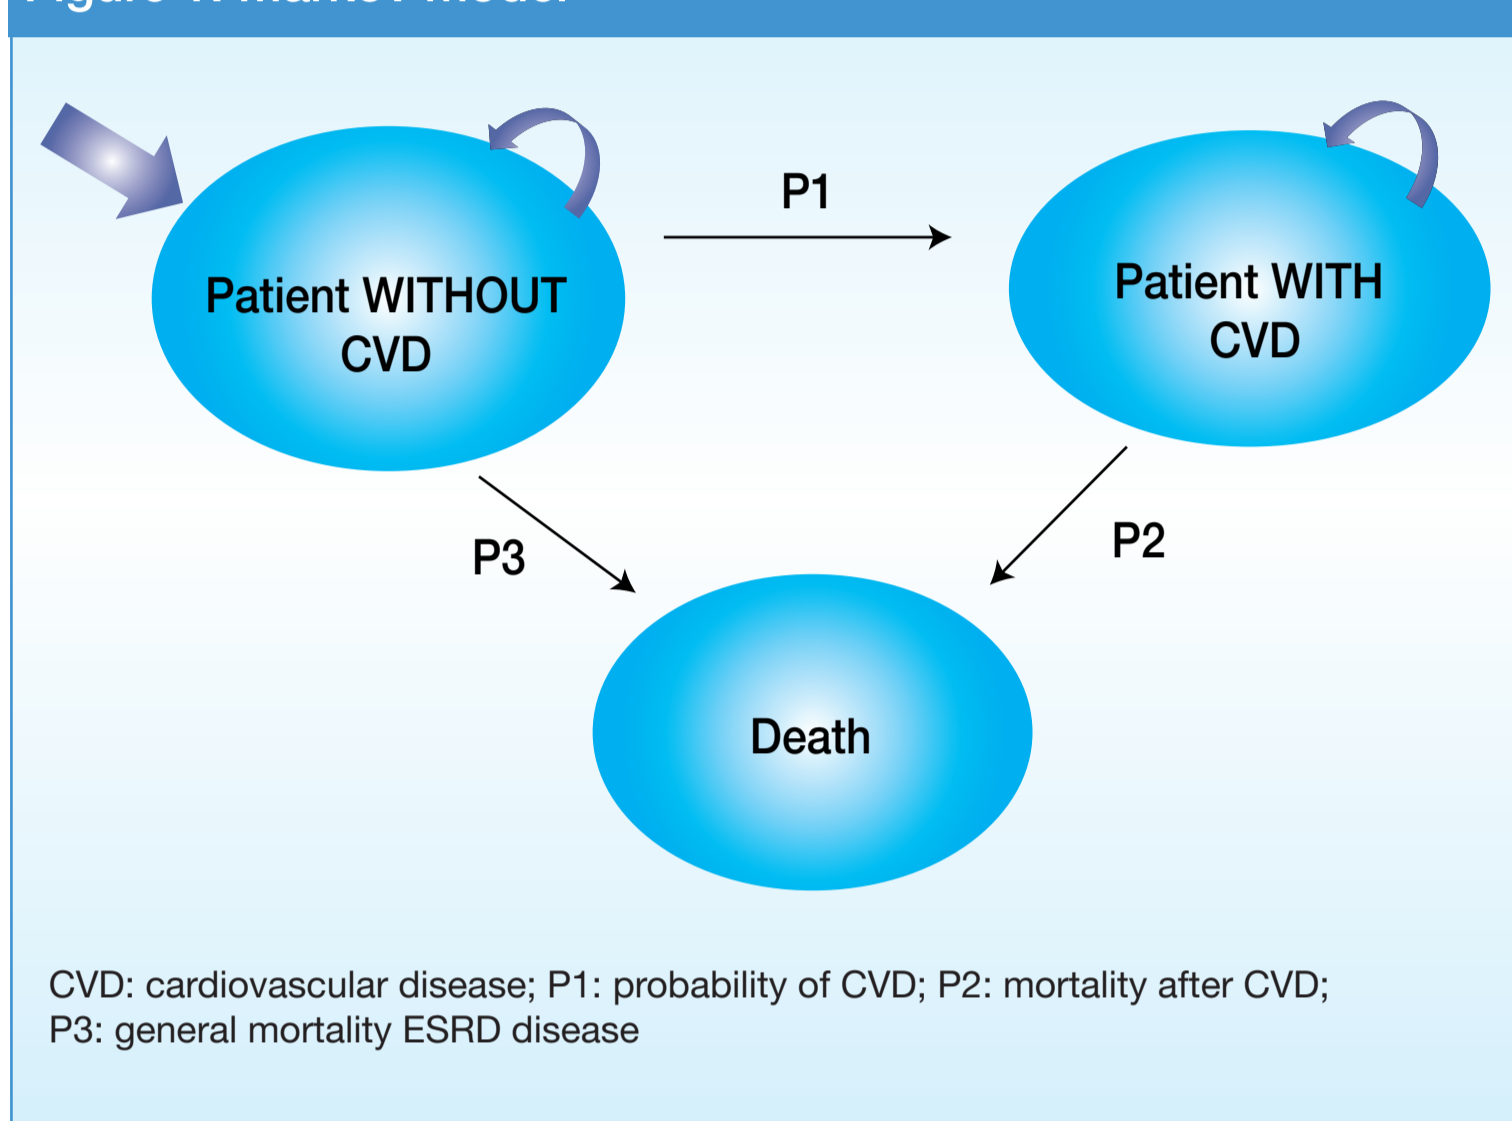 P1
Patient WITHOUT
CVD
Patient WITH
CVD
P3
P2
Death
CVD: cardiovascular disease; P1: probability of CVD; P2: mortality after CVD;
P3: general mortality ESRD disease